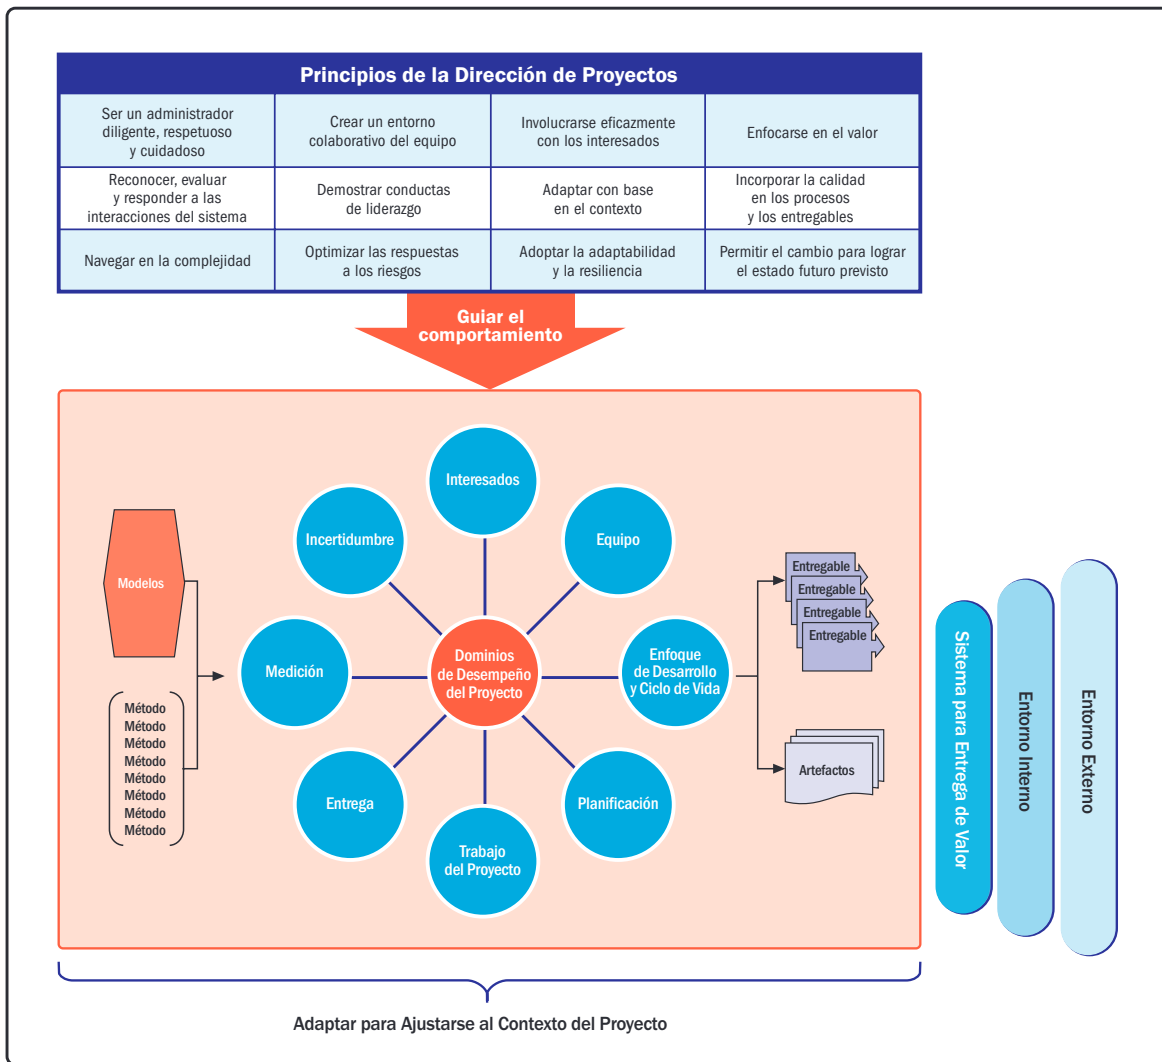 Principios de la Dirección de Proyectos
Ser un administrador
diligente, respetuoso
y cuidadoso
Crear un entorno
colaborativo del equipo
Involucrarse eficazmente
con los interesados
Enfocarse en el valor
Reconocer, evaluar
y responder a las
interacciones del sistema
Demostrar conductas
de liderazgo
Adaptar con base
en el contexto
Incorporar la calidad
en los procesos
y los entregables
Navegar en la complejidad
Optimizar las respuestas
a los riesgos
Adoptar la adaptabilidad
y la resiliencia
Permitir el cambio para lograr
el estado futuro previsto
Guiar el
comportamiento
Modelos
Método
Método
Método
Método
Método
Método
Método
Método
Interesados
Incertidumbre
Equipo
Medición
Dominios
de Desempeño
del Proyecto
Enfoque
de Desarrollo
y Ciclo de Vida
Entrega
Planificación
Trabajo
del Proyecto
Entregable
Entregable
Entregable
Entregable
Artefactos
Sistema para Entrega de Valor
Entorno Interno
Entorno Externo
Adaptar para Ajustarse al Contexto del Proyecto